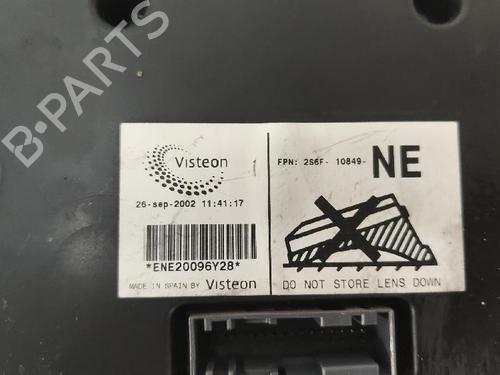 B-PARTS
Visteon
26-sep-2002 11:41:17
*ENE20096Y28*
MADE IN SPAIN BY Visteon
FPN: 2S6F- 10849- NE
DO NOT STORE LENS DOWN